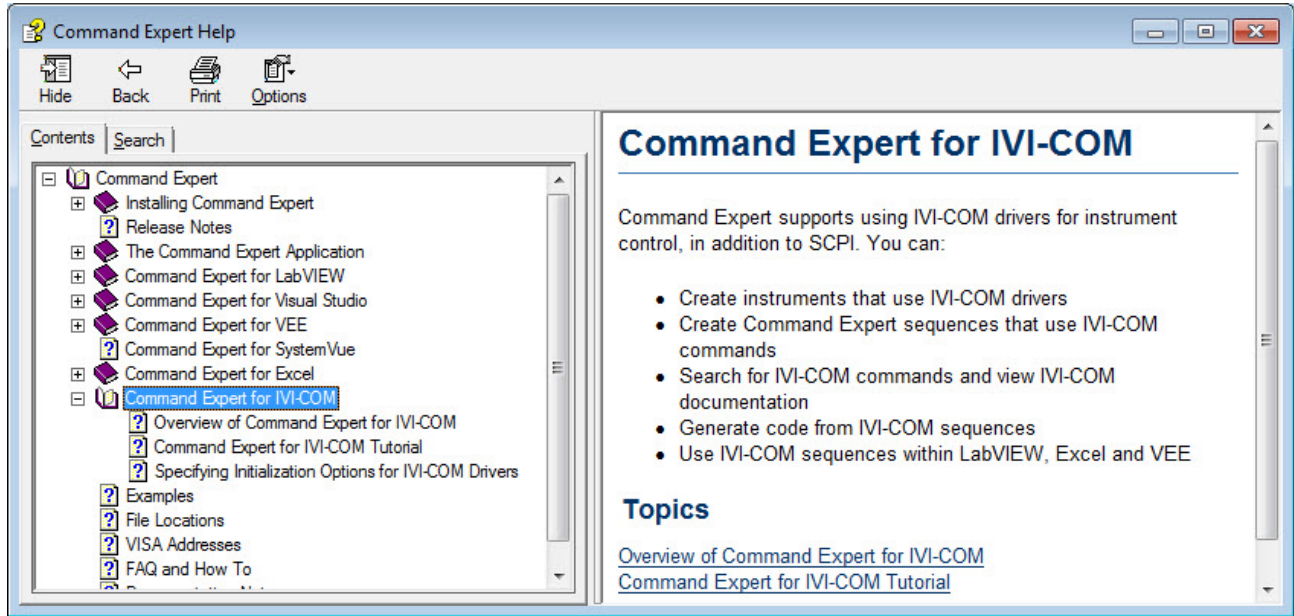 Command Expert Help
Hide Back Print Options
Contents Search
Command Expert
Installing Command Expert
Release Notes
The Command Expert Application
Command Expert for LabVIEW
Command Expert for Visual Studio
Command Expert for VEE
Command Expert for SystemVue
Command Expert for Excel
Command Expert for IVI-COM
Overview of Command Expert for IVI-COM
Command Expert for IVI-COM Tutorial
Specifying Initialization Options for IVI-COM Drivers
Examples
File Locations
VISA Addresses
FAQ and How To
Command Expert for IVI-COM
Command Expert supports using IVI-COM drivers for instrument
control, in addition to SCPI. You can:
• Create instruments that use IVI-COM drivers
• Create Command Expert sequences that use IVI-COM
commands
• Search for IVI-COM commands and view IVI-COM
documentation
• Generate code from IVI-COM sequences
• Use IVI-COM sequences within LabVIEW, Excel and VEE
Topics
Overview of Command Expert for IVI-COM
Command Expert for IVI-COM Tutorial